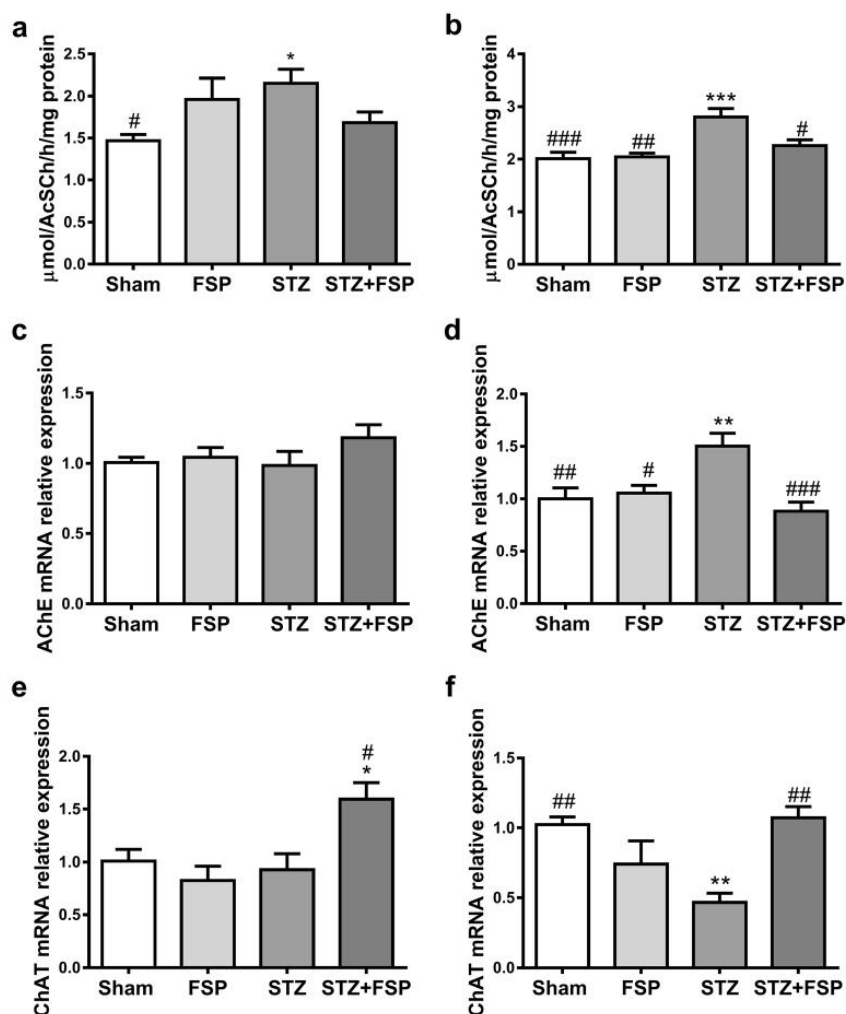 a
μmol/AcSCh/h/mg protein
2.5
2.0
1.5
1.0
0.5
0.0
#
*
Sham FSP STZ STZ+FSP
b
μmol/AcSCh/h/mg protein
4
3
2
1
0
### ## *** #
Sham FSP STZ STZ+FSP
c
AChE mRNA relative expression
1.5
1.0
0.5
0.0
Sham FSP STZ STZ+FSP
d
AChE mRNA relative expression
2.0
1.5
1.0
0.5
0.0
## # ** ###
Sham FSP STZ STZ+FSP
e
ChAT mRNA relative expression
2.0
1.5
1.0
0.5
0.0
#
*
Sham FSP STZ STZ+FSP
f
ChAT mRNA relative expression
1.5
1.0
0.5
0.0
## ** ##
Sham FSP STZ STZ+FSP